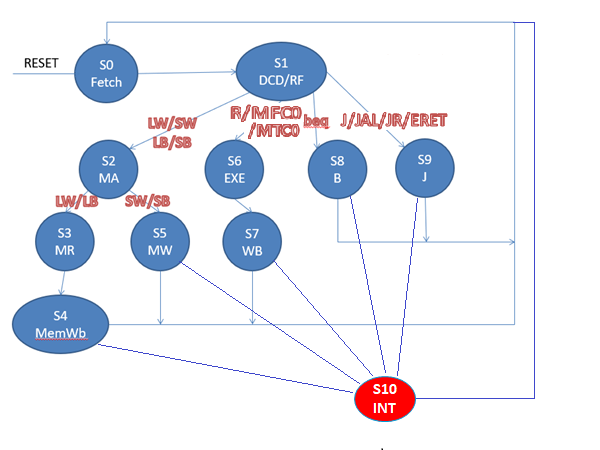 RESET
S0
Fetch
S1
DCD/RF
LW/SW
LB/SB
R/MFC0
/MTC0
beq
J/JAL/JR/ERET
S2
MA
S6
EXE
S8
B
S9
J
LW/LB
SW/SB
S3
MR
S5
MW
S7
WB
S4
MemWb
S10
INT